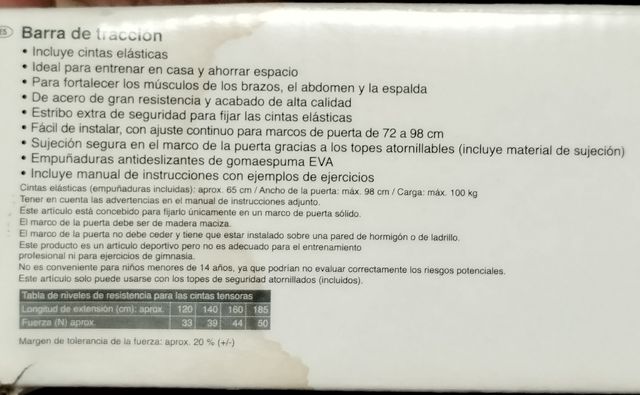 ES Barra de tracción
• Incluye cintas elásticas
• Ideal para entrenar en casa y ahorrar espacio
• Para fortalecer los músculos de los brazos, el abdomen y la espalda
• De acero de gran resistencia y acabado de alta calidad
• Estribo extra de seguridad para fijar las cintas elásticas
• Fácil de instalar, con ajuste continuo para marcos de puerta de 72 a 98 cm
• Sujeción segura en el marco de la puerta gracias a los topes atornillables (incluye material de sujeción)
• Empuñaduras antideslizantes de gomaespuma EVA
• Incluye manual de instrucciones con ejemplos de ejercicios
Cintas elásticas (empuñaduras incluidas): aprox. 65 cm / Ancho de la puerta: máx. 98 cm / Carga: máx. 100 kg
Tener en cuenta las advertencias en el manual de instrucciones adjunto.
Este artículo está concebido para fijarlo únicamente en un marco de puerta sólido.
El marco de la puerta debe ser de madera maciza.
El marco de la puerta no debe ceder y tiene que estar instalado sobre una pared de hormigón o de ladrillo.
Este producto es un artículo deportivo pero no es adecuado para el entrenamiento
profesional ni para ejercicios de gimnasia.
No es conveniente para niños menores de 14 años, ya que podrían no evaluar correctamente los riesgos potenciales.
Este artículo solo puede usarse con los topes de seguridad atornillados (incluidos).
Tabla de niveles de resistencia para las cintas tensoras
Longitud de extensión (cm): aprox. 120 140 160 185
Fuerza (N) aprox. 33 39 44 50
Margen de tolerancia de la fuerza: aprox. 20 % (+/-)